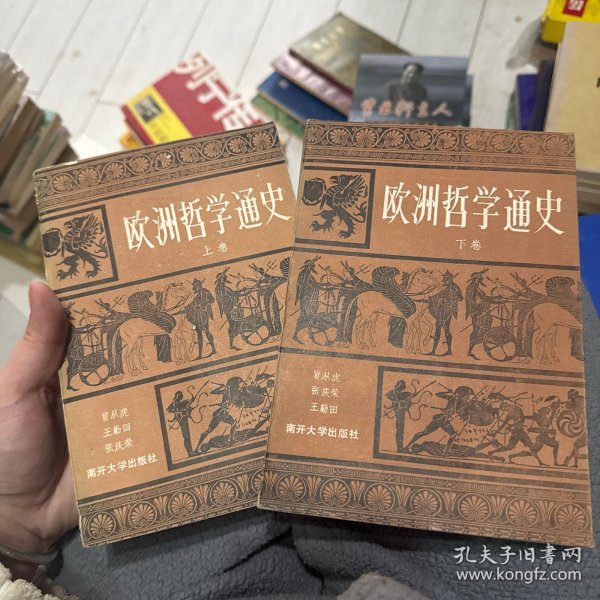 欧洲哲学通史
上卷
冒从虎
王勤田
张庆荣
南开大学出版社
欧洲哲学通史
下卷
冒从虎
张庆荣
王勤田
南开大学出版社
孔夫子旧书网
www.kongfz.com